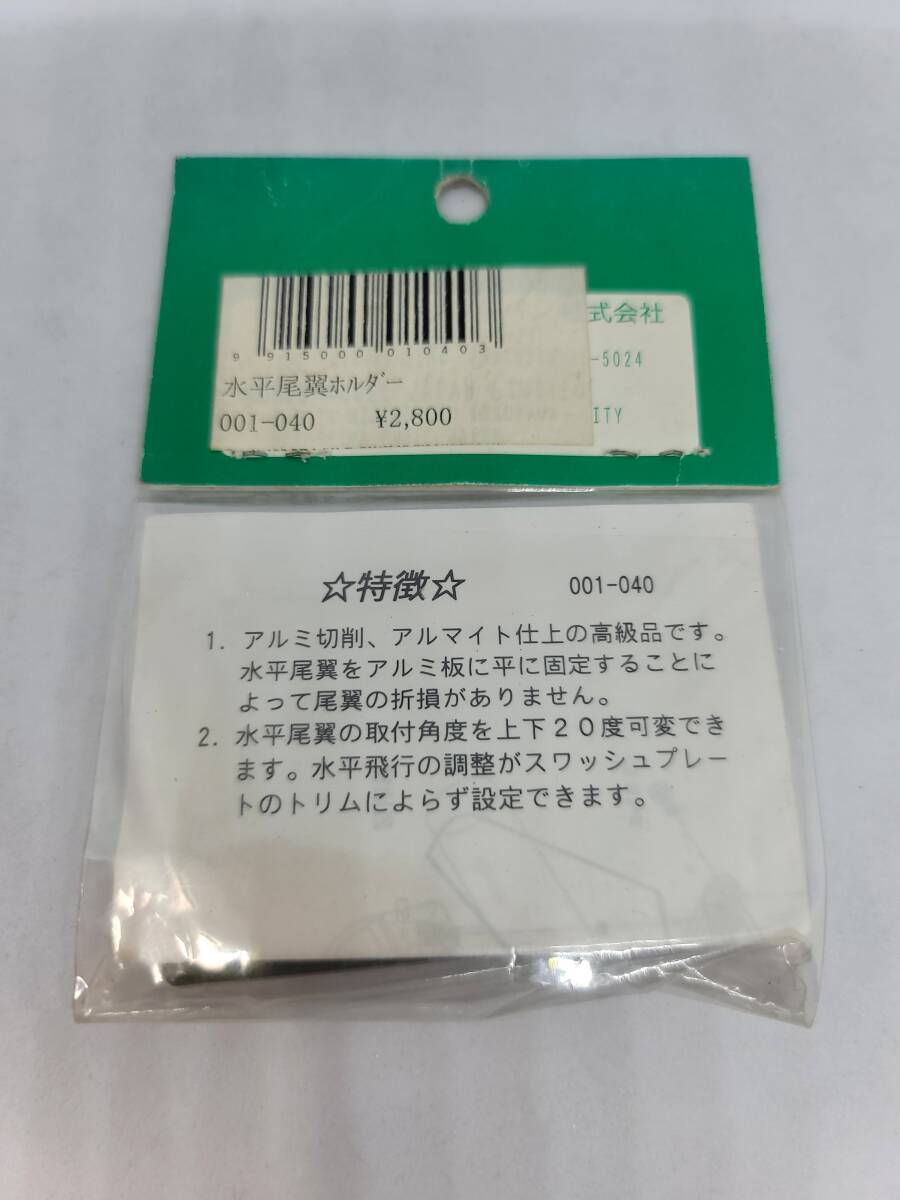 式会社
-5024
ITY
9 915000 010403
水平尾翼ﾎﾙﾀﾞｰ
001-040 ¥2,800
☆特徴☆ 001-040
1. アルミ切削、アルマイト仕上の高級品です。
水平尾翼をアルミ板に平に固定することに
よって尾翼の折損がありません。
2. 水平尾翼の取付角度を上下２０度可変でき
ます。水平飛行の調整がスワッシュプレー
トのトリムによらず設定できます。